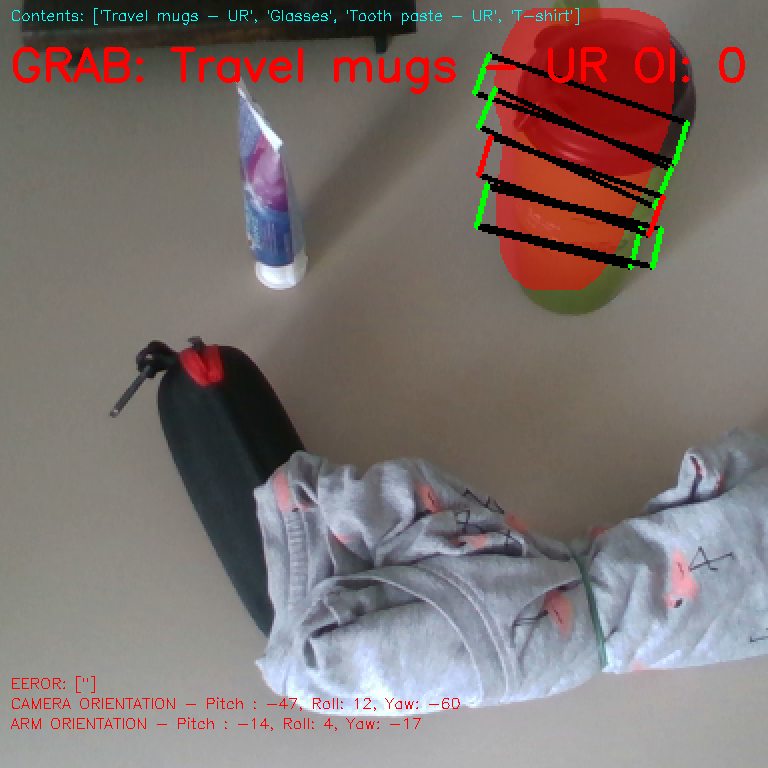 Contents: ['Travel mugs - UR', 'Glasses', 'Tooth paste - UR', 'T-shirt']
GRAB: Travel mugs - UR OI: 0
EEROR: ['']
CAMERA ORIENTATION - Pitch : -47, Roll: 12, Yaw: -60
ARM ORIENTATION - Pitch : -14, Roll: 4, Yaw: -17